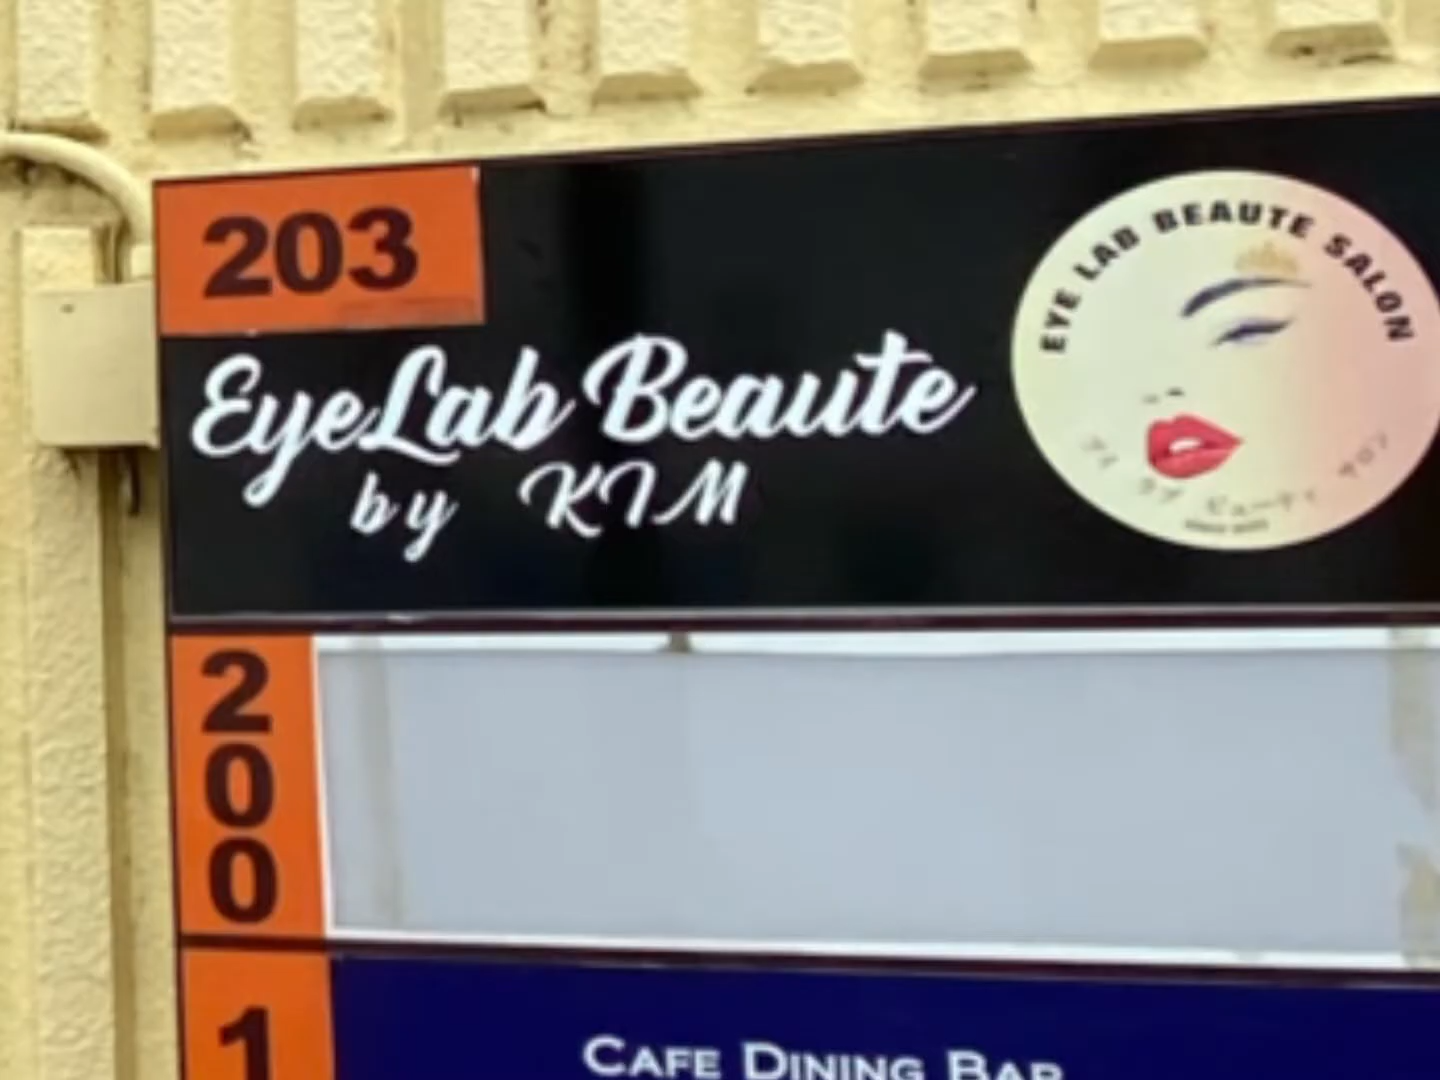 203
EyeLab Beaute
by KIM
EYE LAB BEAUTE SALON
200
1
CAFE DINING BAR